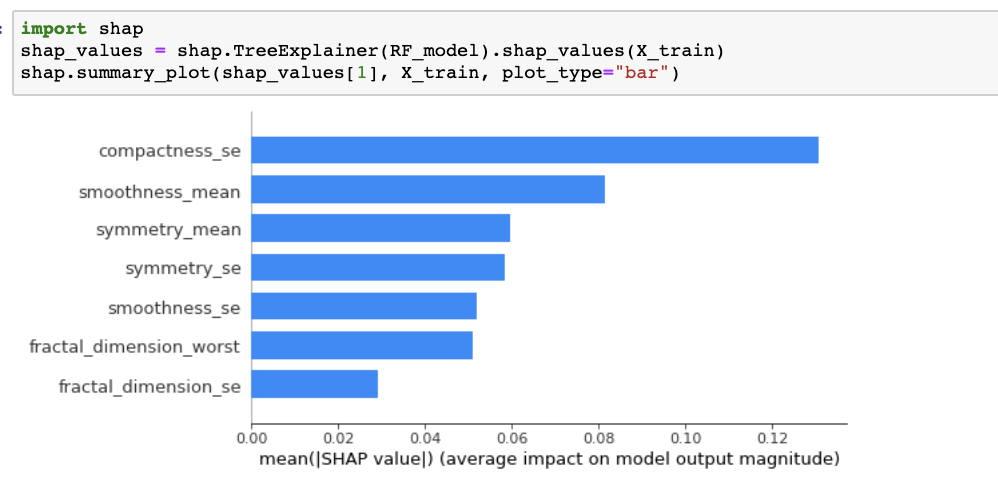 :
import shap
shap_values = shap.TreeExplainer(RF_model).shap_values(X_train)
shap.summary_plot(shap_values[1], X_train, plot_type="bar")
compactness_se
smoothness_mean
symmetry_mean
symmetry_se
smoothness_se
fractal_dimension_worst
fractal_dimension_se
0.00 0.02 0.04 0.06 0.08 0.10 0.12
mean(|SHAP value|) (average impact on model output magnitude)